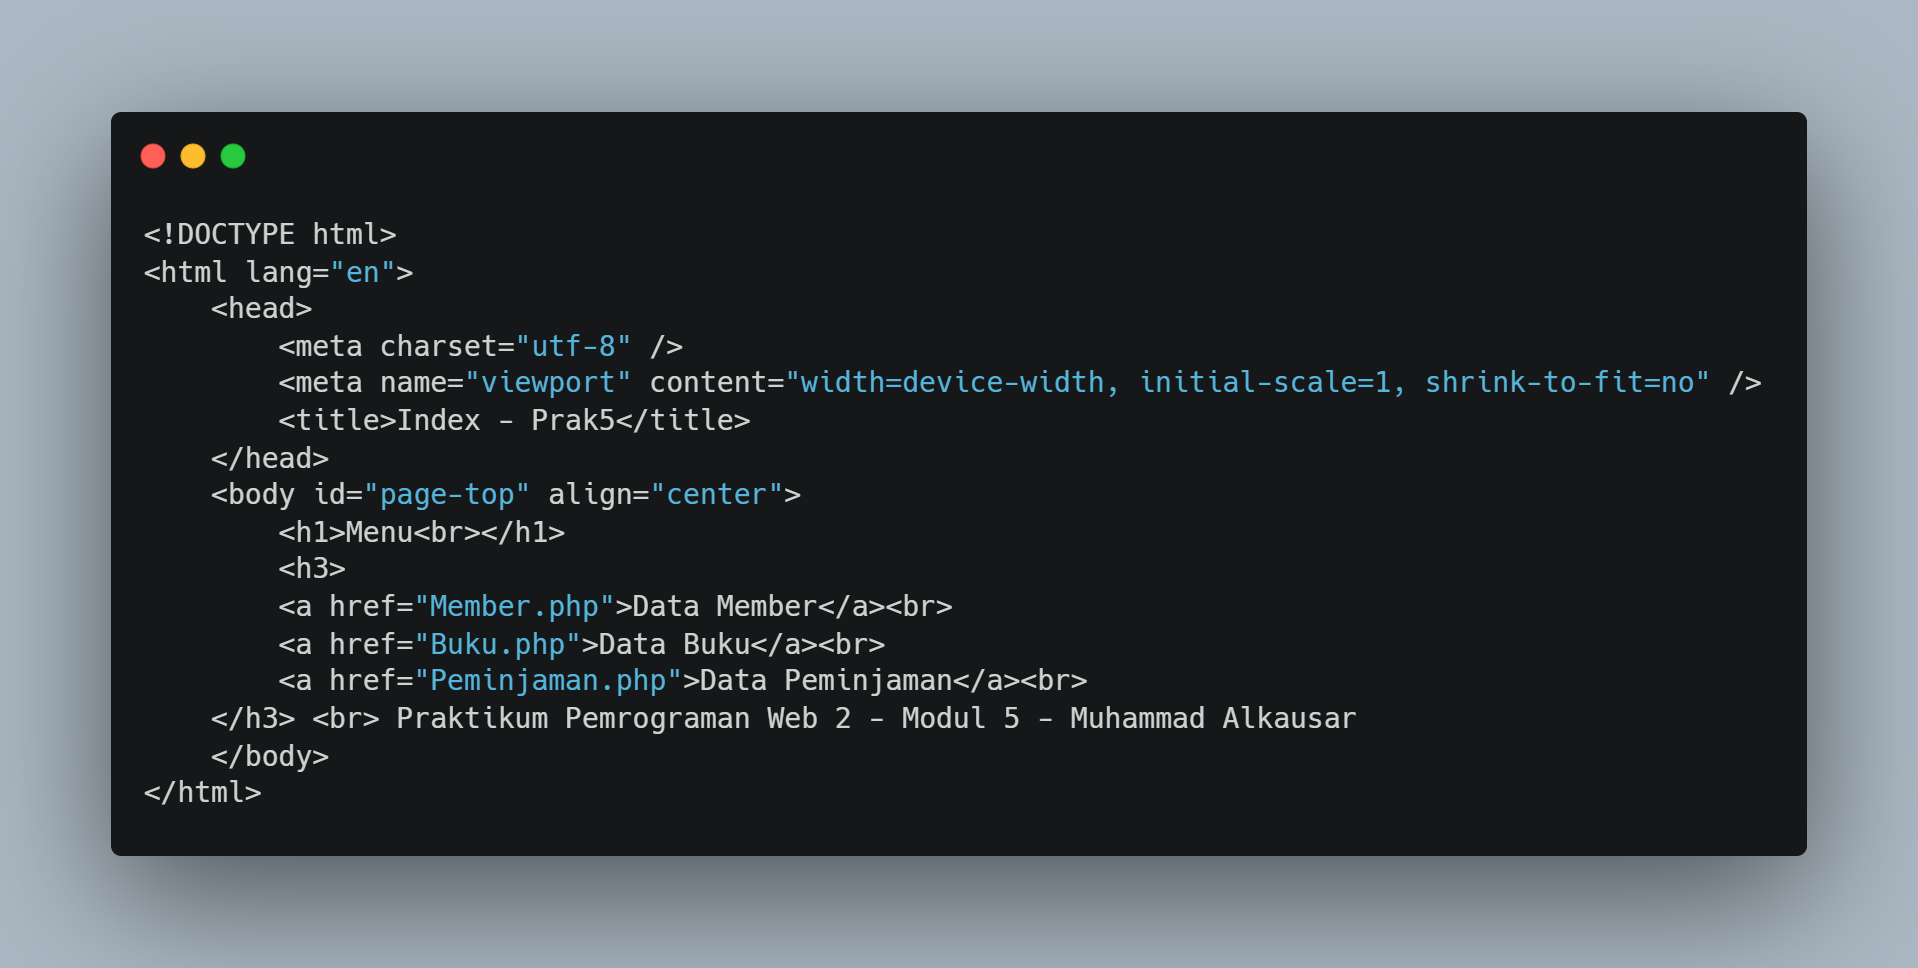 <!DOCTYPE html>
<html lang="en">
    <head>
        <meta charset="utf-8" />
        <meta name="viewport" content="width=device-width, initial-scale=1, shrink-to-fit=no" />
        <title>Index - Prak5</title>
    </head>
    <body id="page-top" align="center">
        <h1>Menu<br></h1>
        <h3>
        <a href="Member.php">Data Member</a><br>
        <a href="Buku.php">Data Buku</a><br>
        <a href="Peminjaman.php">Data Peminjaman</a><br>
    </h3> <br> Praktikum Pemrograman Web 2 - Modul 5 - Muhammad Alkausar
    </body>
</html>